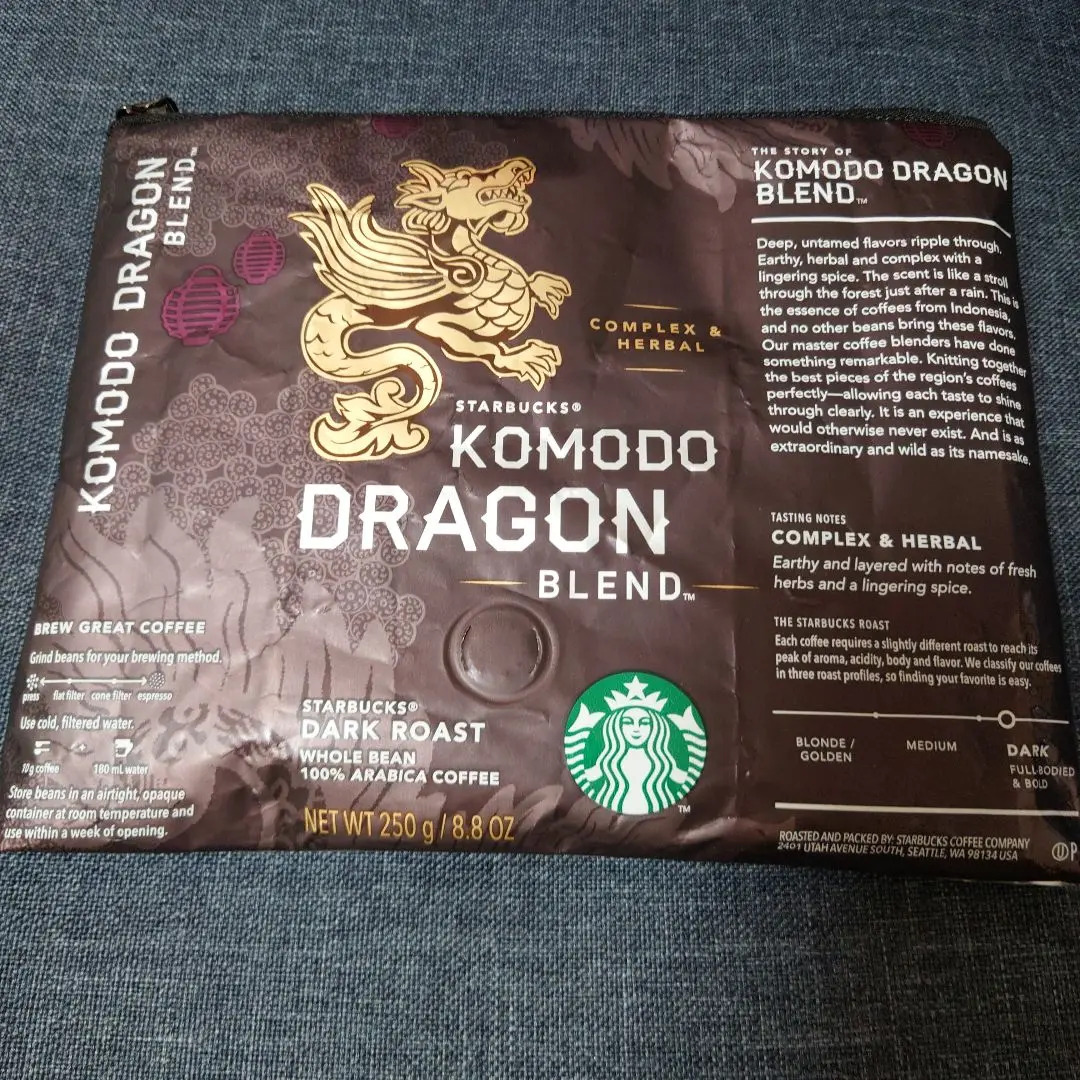 KOMODO DRAGON
BLEND™
BREW GREAT COFFEE
Grind beans for your brewing method.
press flat filter cone filter espresso
Use cold, filtered water.
+
10 g coffee 180 mL water
Store beans in an airtight, opaque
container at room temperature and
use within a week of opening.
COMPLEX &
HERBAL
STARBUCKS®
KOMODO
DRAGON
BLEND™
STARBUCKS®
DARK ROAST
WHOLE BEAN
100% ARABICA COFFEE
NET WT 250 g / 8.8 OZ
TM
THE STORY OF
KOMODO DRAGON
BLEND™
Deep, untamed flavors ripple through.
Earthy, herbal and complex with a
lingering spice. The scent is like a stroll
through the forest just after a rain. This is
the essence of coffees from Indonesia,
and no other beans bring these flavors.
Our master coffee blenders have done
something remarkable. Knitting together
the best pieces of the region's coffees
perfectly—allowing each taste to shine
through clearly. It is an experience that
would otherwise never exist. And is as
extraordinary and wild as its namesake.
TASTING NOTES
COMPLEX & HERBAL
Earthy and layered with notes of fresh
herbs and a lingering spice.
THE STARBUCKS ROAST
Each coffee requires a slightly different roast to reach its
peak of aroma, acidity, body and flavor. We classify our coffees
in three roast profiles, so finding your favorite is easy.
BLONDE /
GOLDEN
MEDIUM
DARK
FULL-BODIED
& BOLD
ROASTED AND PACKED BY: STARBUCKS COFFEE COMPANY
2401 UTAH AVENUE SOUTH, SEATTLE, WA 98134 USA
U P